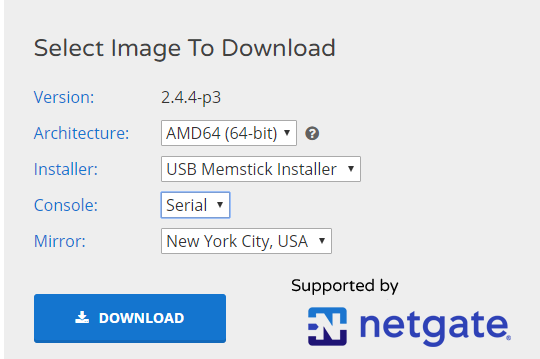 Select Image To Download
Version: 2.4.4-p3
Architecture: AMD64 (64-bit) ?
Installer: USB Memstick Installer
Console: Serial
Mirror: New York City, USA
Supported by
DOWNLOAD
N netgate®